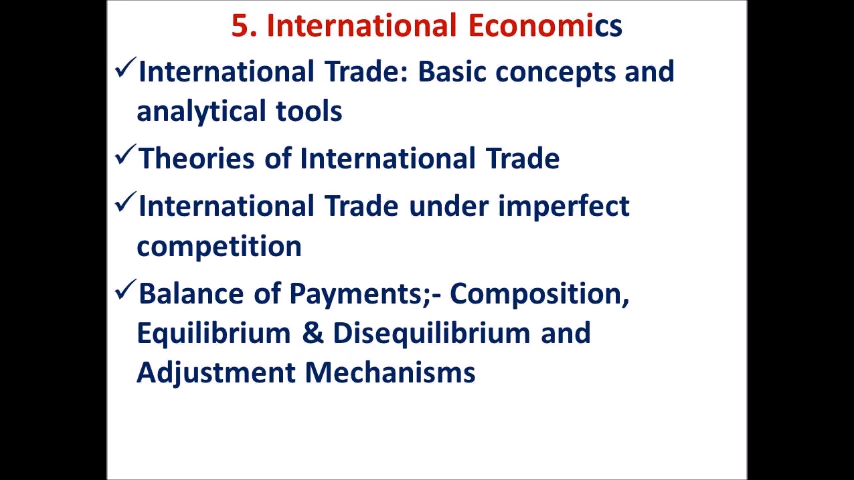 5. International Economics
✓International Trade: Basic concepts and
analytical tools
✓Theories of International Trade
✓International Trade under imperfect
competition
✓Balance of Payments;- Composition,
Equilibrium & Disequilibrium and
Adjustment Mechanisms